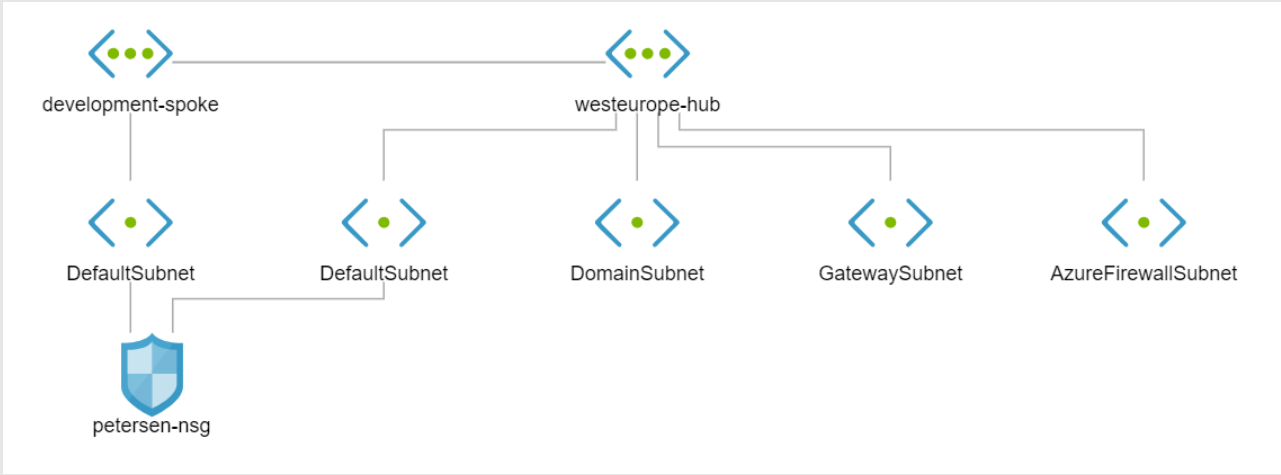 development-spoke
westeurope-hub
DefaultSubnet
DefaultSubnet
DomainSubnet
GatewaySubnet
AzureFirewallSubnet
petersen-nsg